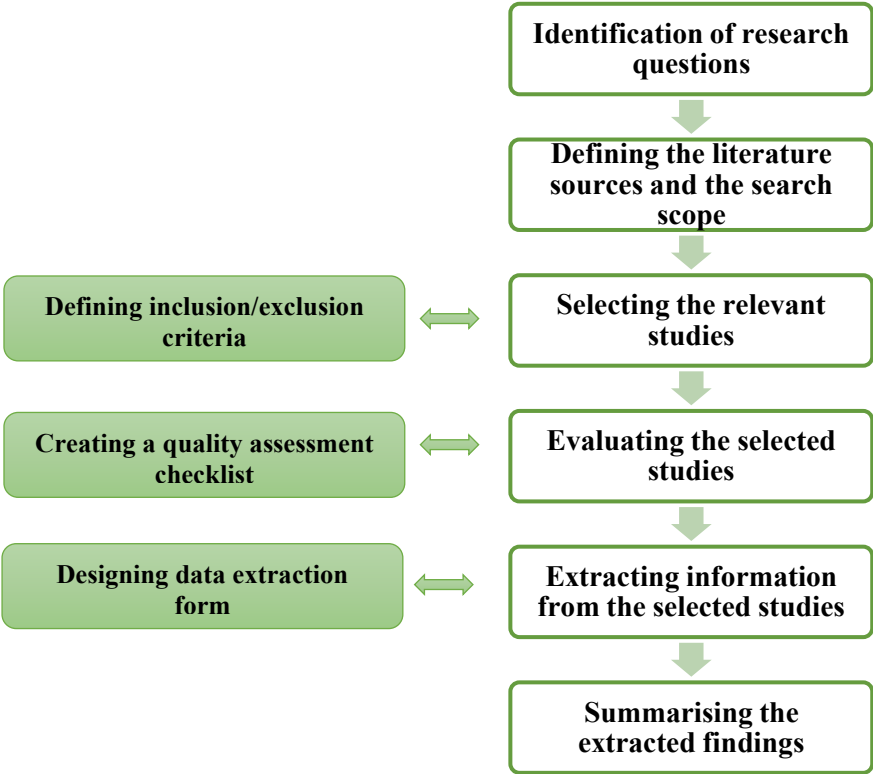 Identification of research
questions
Defining the literature
sources and the search
scope
Defining inclusion/exclusion
criteria
Selecting the relevant
studies
Creating a quality assessment
checklist
Evaluating the selected
studies
Designing data extraction
form
Extracting information
from the selected studies
Summarising the
extracted findings